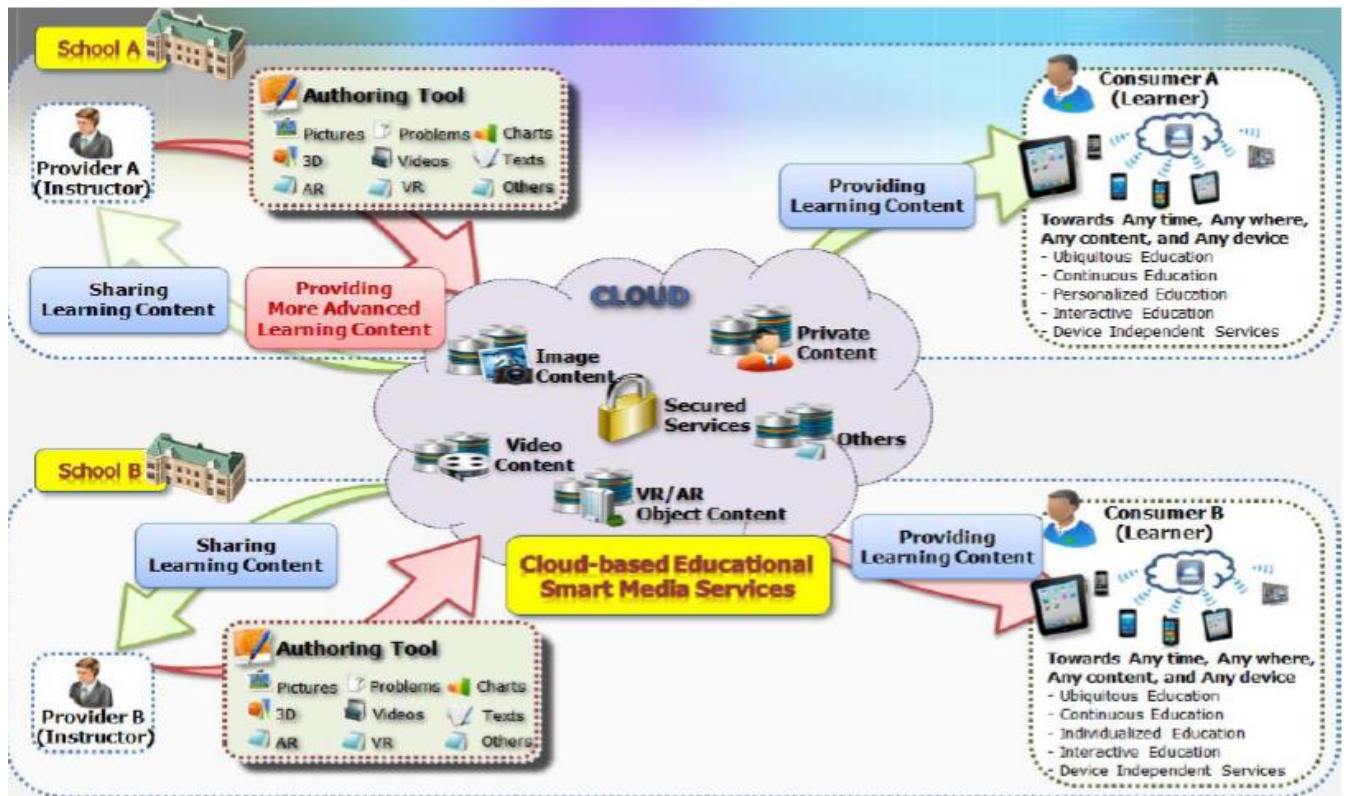 School A
Provider A
(Instructor)
Authoring Tool
Pictures
Problems
Charts
3D
Videos
Texts
AR
VR
Others
Sharing
Learning Content
Providing
More Advanced
Learning Content
Providing
Learning Content
Consumer A
(Learner)
Towards Any time, Any where,
Any content, and Any device
- Ubiquitous Education
- Continuous Education
- Personalized Education
- Interactive Education
- Device Independent Services
CLOUD
Image
Content
Private
Content
Secured
Services
Others
Video
Content
VR/AR
Object Content
Cloud-based Educational
Smart Media Services
School B
Sharing
Learning Content
Provider B
(Instructor)
Authoring Tool
Pictures
Problems
Charts
3D
Videos
Texts
AR
VR
Others
Providing
Learning Content
Consumer B
(Learner)
Towards Any time, Any where,
Any content, and Any device
- Ubiquitous Education
- Continuous Education
- Individualized Education
- Interactive Education
- Device Independent Services